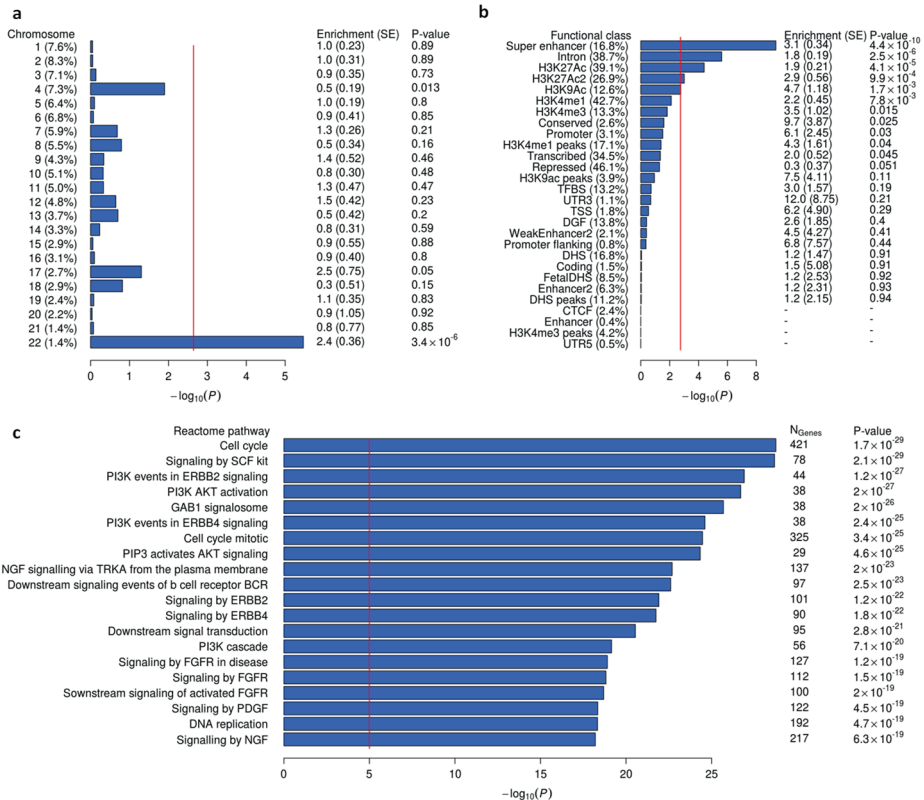 a
Chromosome Enrichment (SE) P-value
1 (7.6%) 1.0 (0.23) 0.89
2 (8.3%) 1.0 (0.31) 0.89
3 (7.1%) 0.9 (0.35) 0.73
4 (7.3%) 0.5 (0.19) 0.013
5 (6.4%) 1.0 (0.19) 0.8
6 (6.8%) 0.9 (0.41) 0.85
7 (5.9%) 1.3 (0.26) 0.21
8 (5.5%) 0.5 (0.34) 0.16
9 (4.3%) 1.4 (0.52) 0.46
10 (5.1%) 0.8 (0.30) 0.48
11 (5.0%) 1.3 (0.47) 0.47
12 (4.8%) 1.5 (0.42) 0.23
13 (3.7%) 0.5 (0.42) 0.2
14 (3.3%) 0.8 (0.31) 0.59
15 (2.9%) 0.9 (0.55) 0.88
16 (3.1%) 0.9 (0.40) 0.8
17 (2.7%) 2.5 (0.75) 0.05
18 (2.9%) 0.3 (0.51) 0.15
19 (2.4%) 1.1 (0.35) 0.83
20 (2.2%) 0.9 (1.05) 0.92
21 (1.4%) 0.8 (0.77) 0.85
22 (1.4%) 2.4 (0.36) 3.4×10⁻⁶
0 1 2 3 4 5
−log₁₀(P)
b
Functional class Enrichment (SE) P-value
Super enhancer (16.8%) 3.1 (0.34) 4.4×10⁻¹⁰
Intron (38.7%) 1.8 (0.19) 2.5×10⁻⁶
H3K27Ac (39.1%) 1.9 (0.21) 4.1×10⁻⁵
H3K27Ac2 (26.9%) 2.9 (0.56) 9.9×10⁻⁴
H3K9Ac (12.6%) 4.7 (1.18) 1.7×10⁻³
H3K4me1 (42.7%) 2.2 (0.45) 7.8×10⁻³
H3K4me3 (13.3%) 3.5 (1.02) 0.015
Conserved (2.6%) 9.7 (3.87) 0.025
Promoter (3.1%) 6.1 (2.45) 0.03
H3K4me1 peaks (17.1%) 4.3 (1.61) 0.04
Transcribed (34.5%) 2.0 (0.52) 0.045
Repressed (46.1%) 0.3 (0.37) 0.051
H3K9ac peaks (3.9%) 7.5 (4.11) 0.11
TFBS (13.2%) 3.0 (1.57) 0.19
UTR3 (1.1%) 12.0 (8.75) 0.21
TSS (1.8%) 6.2 (4.90) 0.29
DGF (13.8%) 2.6 (1.85) 0.4
WeakEnhancer2 (2.1%) 4.5 (4.27) 0.41
Promoter flanking (0.8%) 6.8 (7.57) 0.44
DHS (16.8%) 1.2 (1.47) 0.91
Coding (1.5%) 1.5 (5.08) 0.91
FetalDHS (8.5%) 1.2 (2.53) 0.92
Enhancer2 (6.3%) 1.2 (2.31) 0.93
DHS peaks (11.2%) 1.2 (2.15) 0.94
CTCF (2.4%) - -
Enhancer (0.4%) - -
H3K4me3 peaks (4.2%) - -
UTR5 (0.5%) - -
0 2 4 6 8
−log₁₀(P)
c
Reactome pathway N_Genes P-value
Cell cycle 421 1.7×10⁻²⁹
Signaling by SCF kit 78 2.1×10⁻²⁹
PI3K events in ERBB2 signaling 44 1.2×10⁻²⁷
PI3K AKT activation 38 2×10⁻²⁷
GAB1 signalosome 38 2×10⁻²⁶
PI3K events in ERBB4 signaling 38 2.4×10⁻²⁵
Cell cycle mitotic 325 3.4×10⁻²⁵
PIP3 activates AKT signaling 29 4.6×10⁻²⁵
NGF signalling via TRKA from the plasma membrane 137 2×10⁻²³
Downstream signaling events of b cell receptor BCR 97 2.5×10⁻²³
Signaling by ERBB2 101 1.2×10⁻²²
Signaling by ERBB4 90 1.8×10⁻²²
Downstream signal transduction 95 2.8×10⁻²¹
PI3K cascade 56 7.1×10⁻²⁰
Signaling by FGFR in disease 127 1.2×10⁻¹⁹
Signaling by FGFR 112 1.5×10⁻¹⁹
Sownstream signaling of activated FGFR 100 2×10⁻¹⁹
Signaling by PDGF 122 4.5×10⁻¹⁹
DNA replication 192 4.7×10⁻¹⁹
Signalling by NGF 217 6.3×10⁻¹⁹
0 5 10 15 20 25
−log₁₀(P)